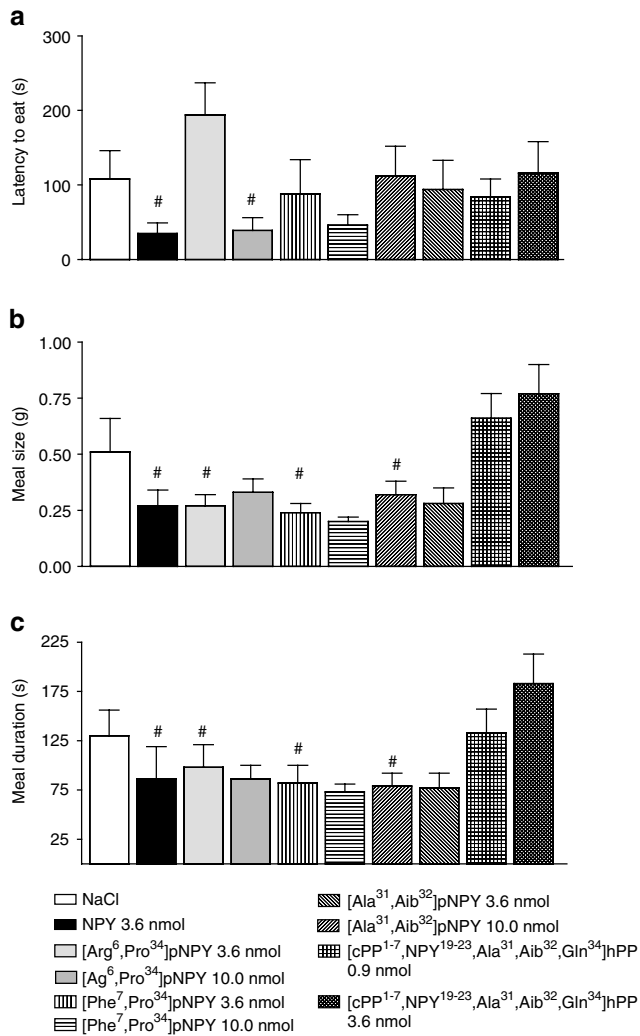 a
Latency to eat (s)
300
200
100
0
# #
b
Meal size (g)
1.00
0.75
0.50
0.25
0.00
# # # #
c
Meal duration (s)
225
175
125
75
25
# # # #
NaCl
NPY 3.6 nmol
[Arg⁶,Pro³⁴]pNPY 3.6 nmol
[Ag⁶,Pro³⁴]pNPY 10.0 nmol
[Phe⁷,Pro³⁴]pNPY 3.6 nmol
[Phe⁷,Pro³⁴]pNPY 10.0 nmol
[Ala³¹,Aib³²]pNPY 3.6 nmol
[Ala³¹,Aib³²]pNPY 10.0 nmol
[cPP¹⁻⁷,NPY¹⁹⁻²³,Ala³¹,Aib³²,Gln³⁴]hPP
0.9 nmol
[cPP¹⁻⁷,NPY¹⁹⁻²³,Ala³¹,Aib³²,Gln³⁴]hPP
3.6 nmol